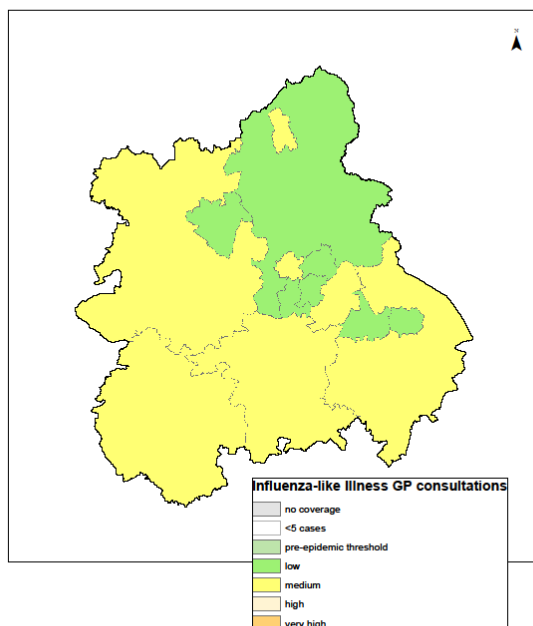 N
Influenza-like Illness GP consultations
no coverage
<5 cases
pre-epidemic threshold
low
medium
high
very high